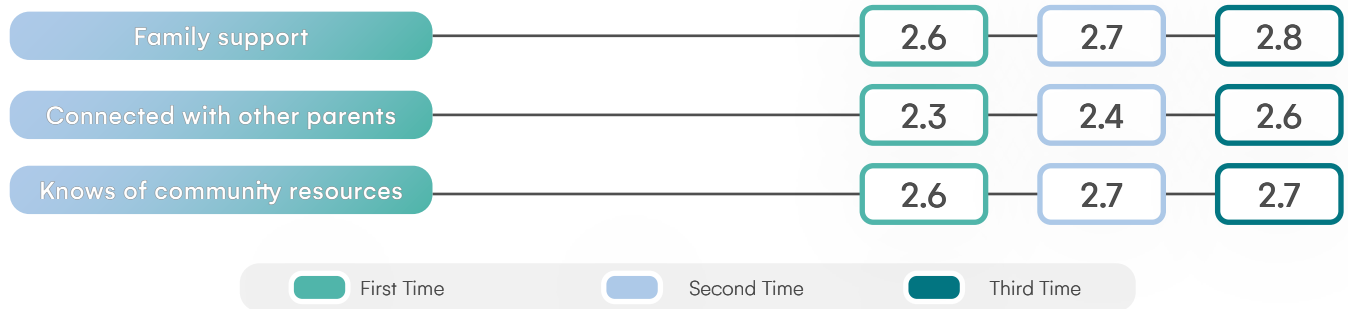 Family support 2.6 2.7 2.8
Connected with other parents 2.3 2.4 2.6
Knows of community resources 2.6 2.7 2.7
First Time Second Time Third Time